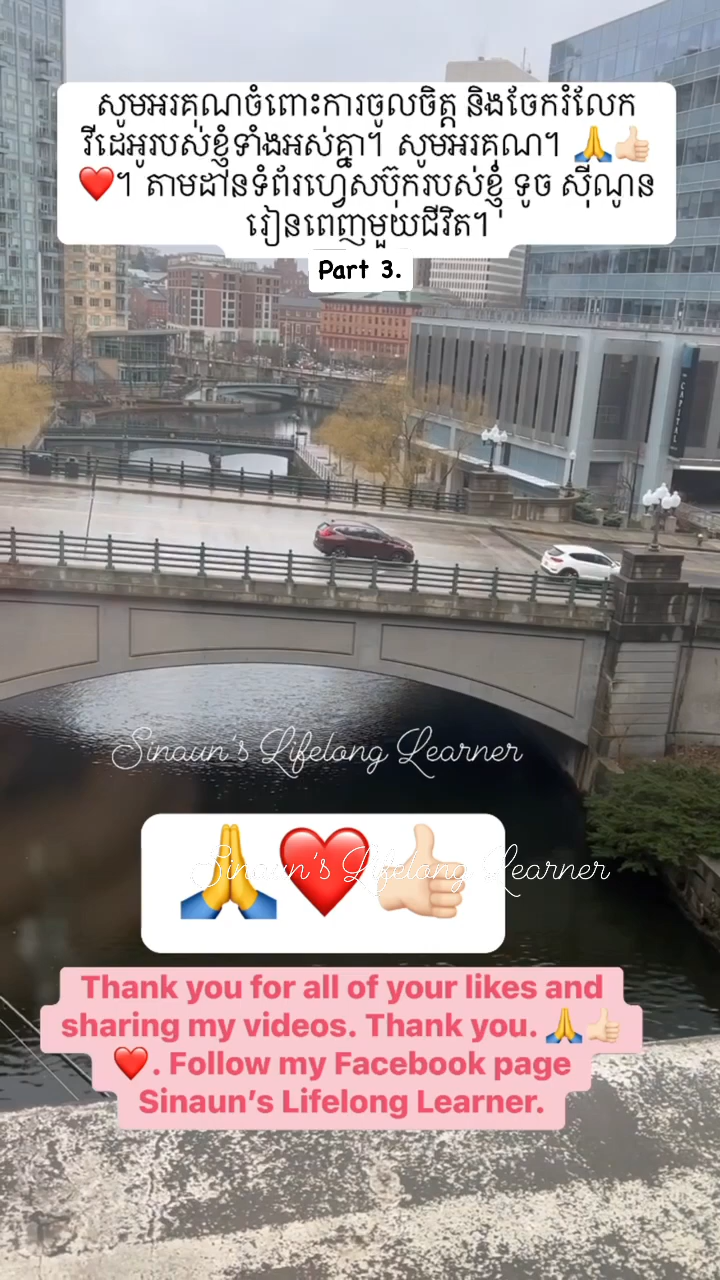 សូមអរគុណចំពោះការចូលចិត្ត និងចែករំលែក
វីដេអូរបស់ខ្ញុំទាំងអស់គ្នា។ សូមអរគុណ។ 🙏👍🏻
❤️។ តាមដានទំព័រហ្វេសប៊ុករបស់ខ្ញុំ ទូច ស៊ីណូន
រៀនពេញមួយជីវិត។
Part 3.
CAPITAL
Sinaun's Lifelong Learner
🙏❤️👍🏻
Sinaun's Lifelong Learner
Thank you for all of your likes and
sharing my videos. Thank you. 🙏👍🏻
❤️. Follow my Facebook page
Sinaun's Lifelong Learner.